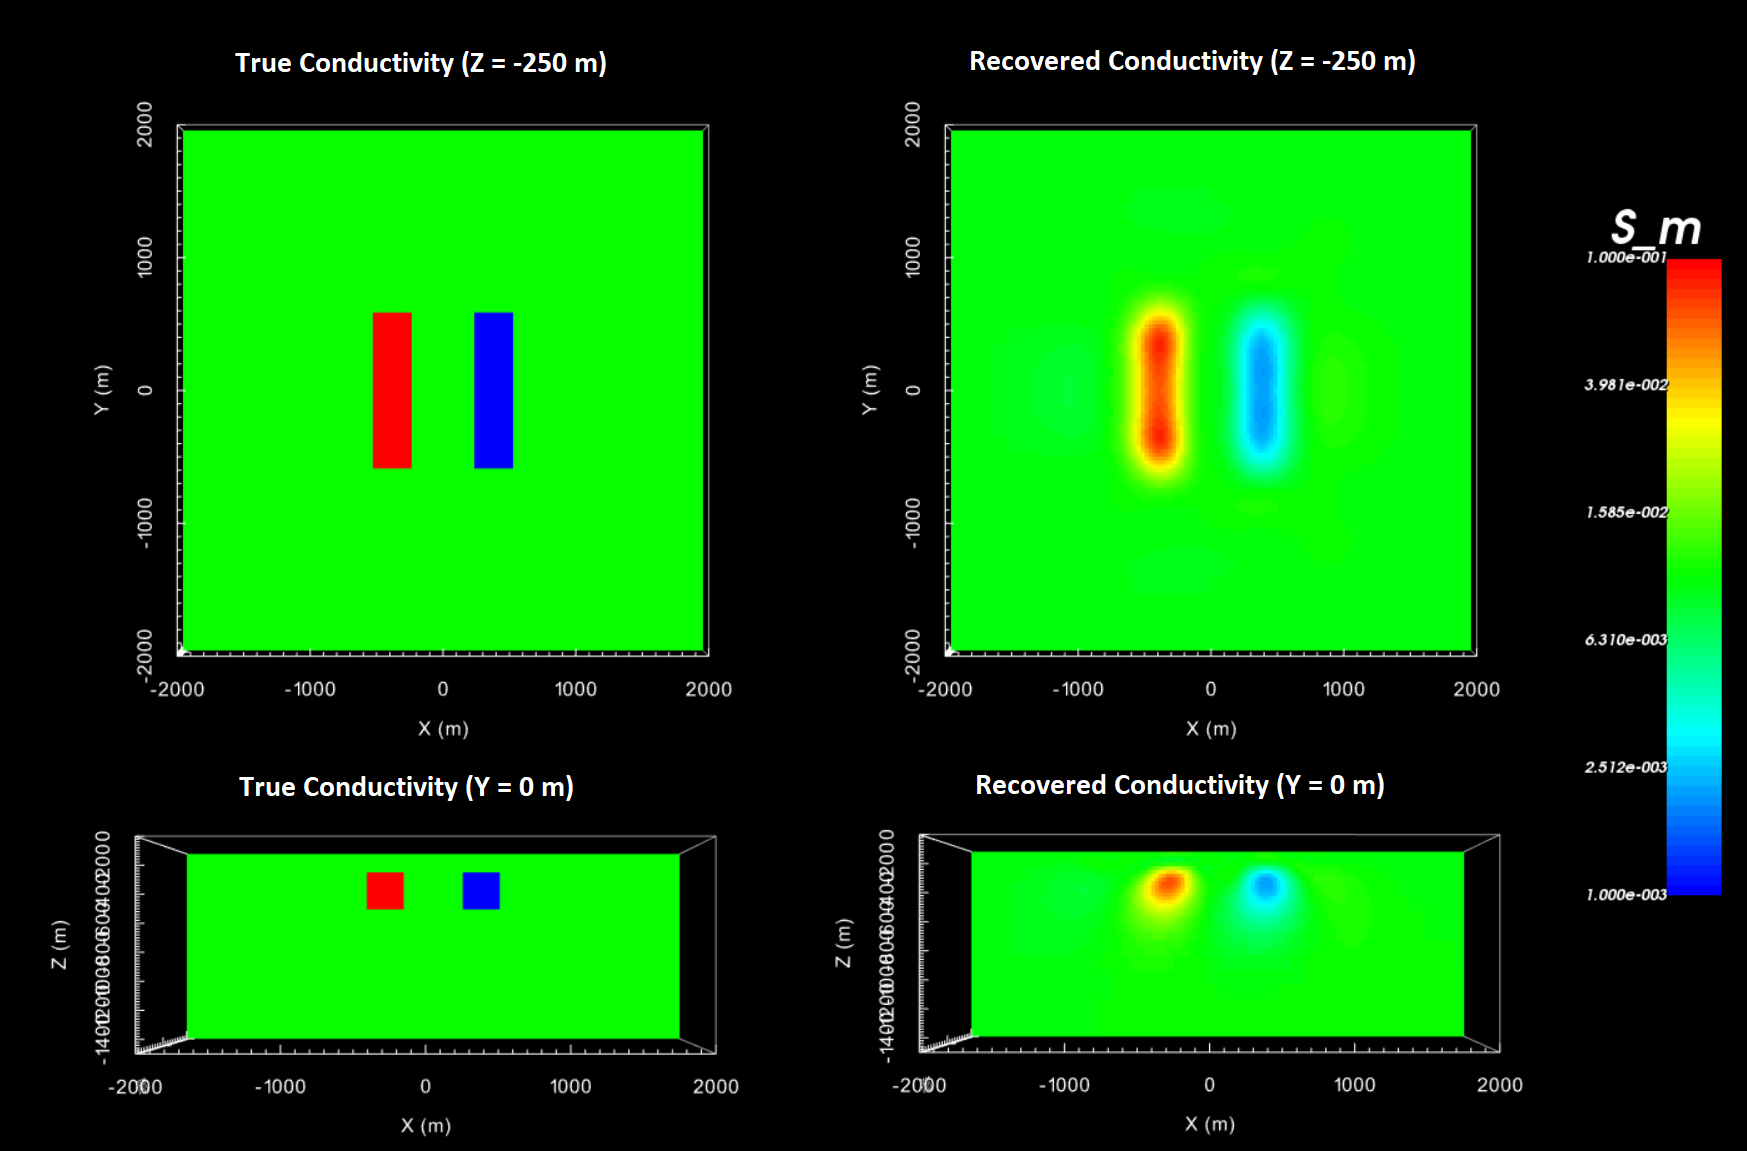 True Conductivity (Z = -250 m)
Recovered Conductivity (Z = -250 m)
2000
1000
0
-1000
-2000
Y (m)
-2000 -1000 0 1000 2000
X (m)
2000
1000
0
-1000
-2000
Y (m)
-2000 -1000 0 1000 2000
X (m)
S_m
1.000e-001
3.981e-002
1.585e-002
6.310e-003
2.512e-003
1.000e-003
True Conductivity (Y = 0 m)
Recovered Conductivity (Y = 0 m)
Z (m)
-1000 0 1000 2000
X (m)
Z (m)
-1000 0 1000 2000
X (m)